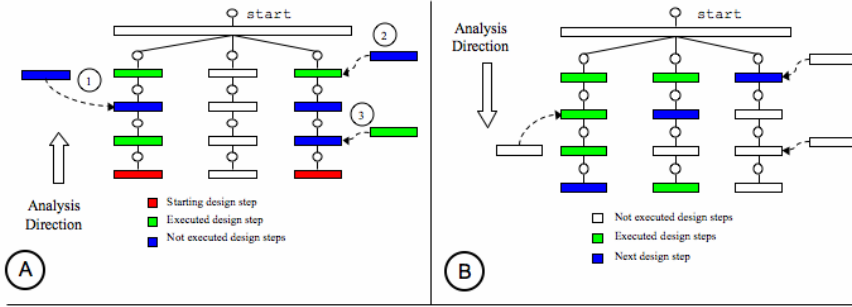 start
2
1
3
Analysis
Direction
Starting design step
Executed design step
Not executed design steps
A
start
Analysis
Direction
Not executed design steps
Executed design steps
Next design step
B